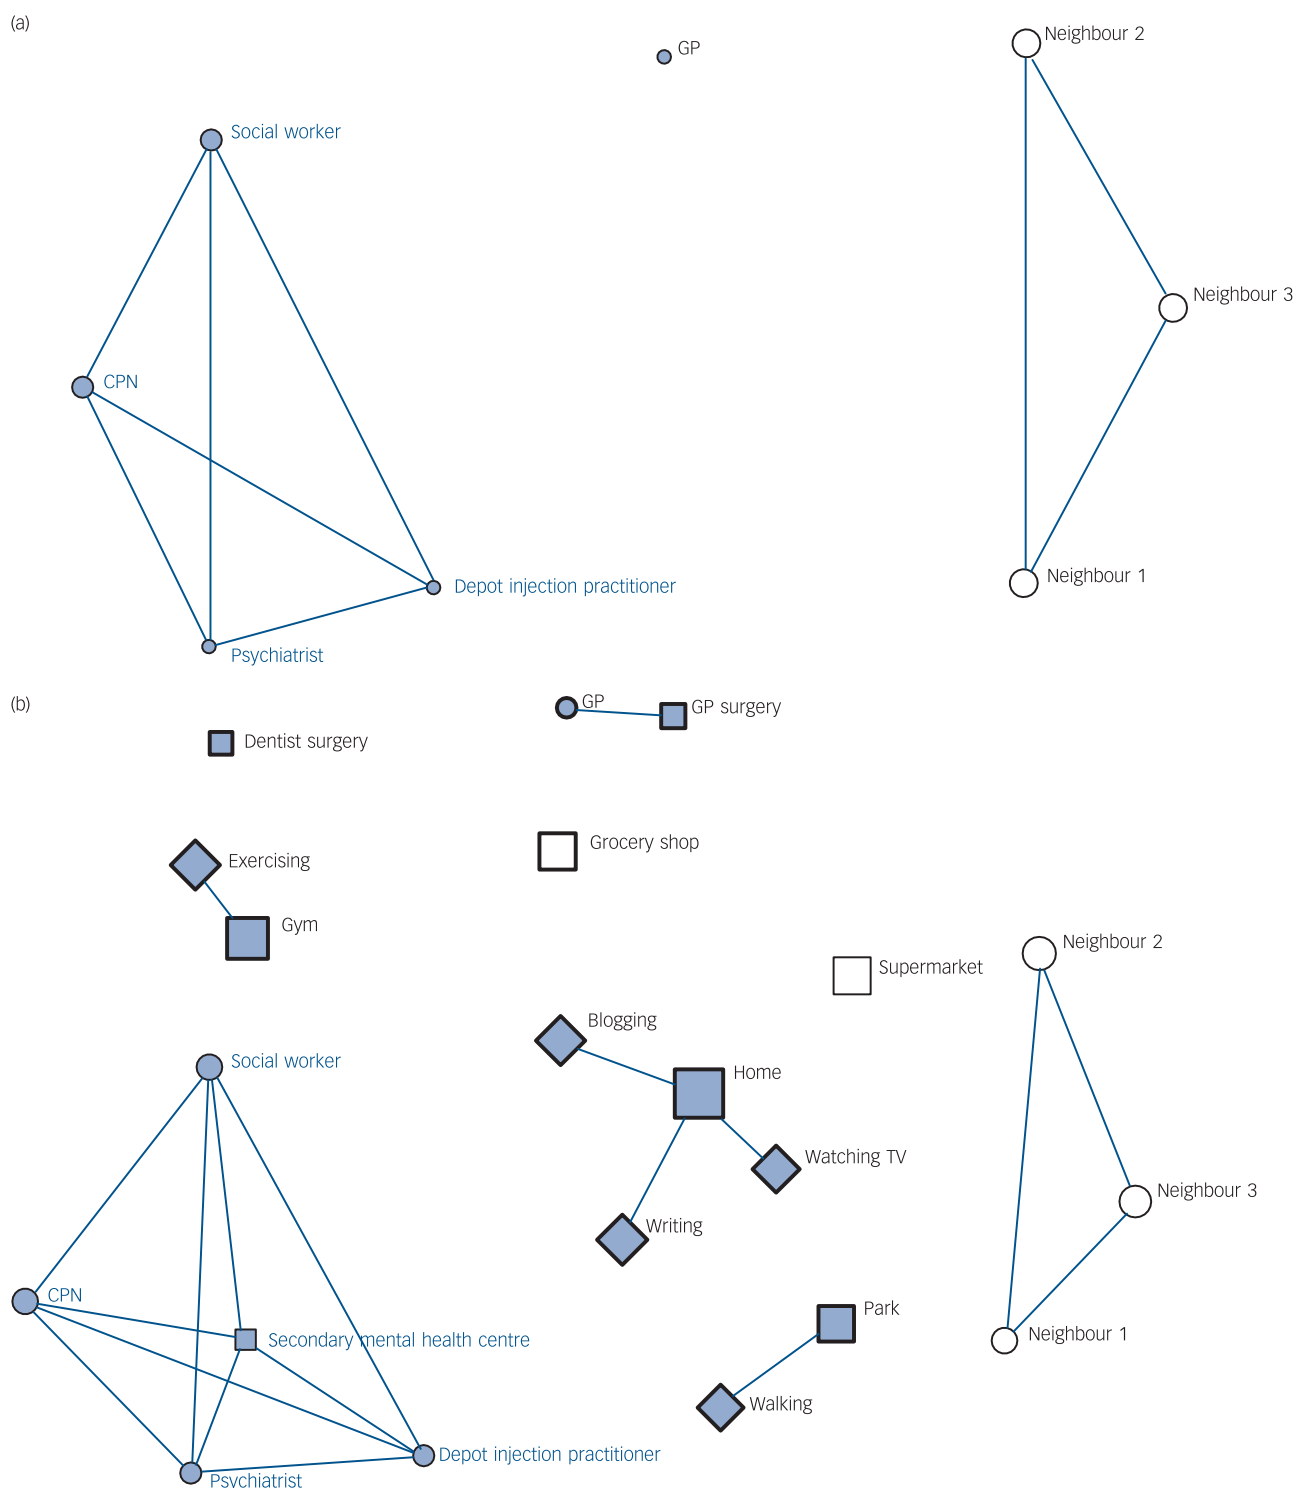 (a)
GP
Neighbour 2
Social worker
Neighbour 3
CPN
Neighbour 1
Depot injection practitioner
Psychiatrist
(b)
GP
GP surgery
Dentist surgery
Grocery shop
Exercising
Gym
Neighbour 2
Supermarket
Blogging
Social worker
Home
Watching TV
Neighbour 3
Writing
CPN
Park
Neighbour 1
Secondary mental health centre
Walking
Depot injection practitioner
Psychiatrist